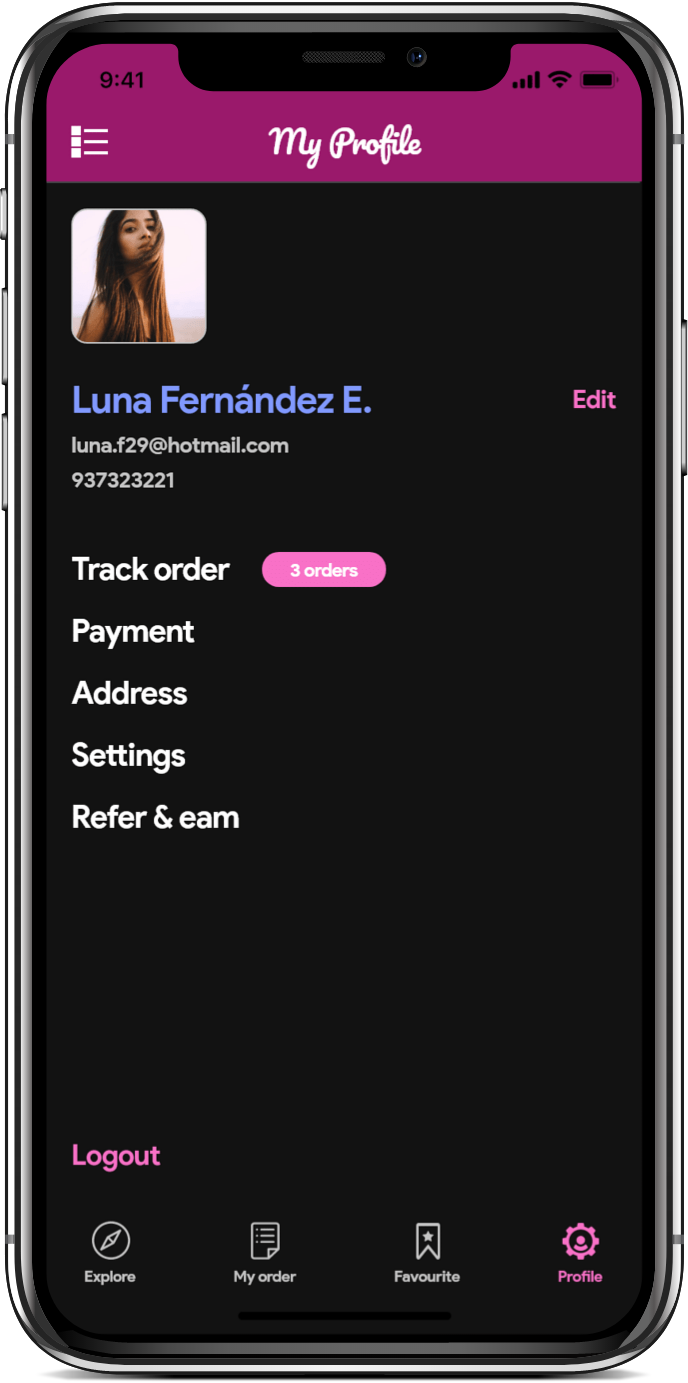 9:41
My Profile
Luna Fernández E.
Edit
luna.f29@hotmail.com
937323221
Track order
3 orders
Payment
Address
Settings
Refer & eam
Logout
Explore
My order
Favourite
Profile